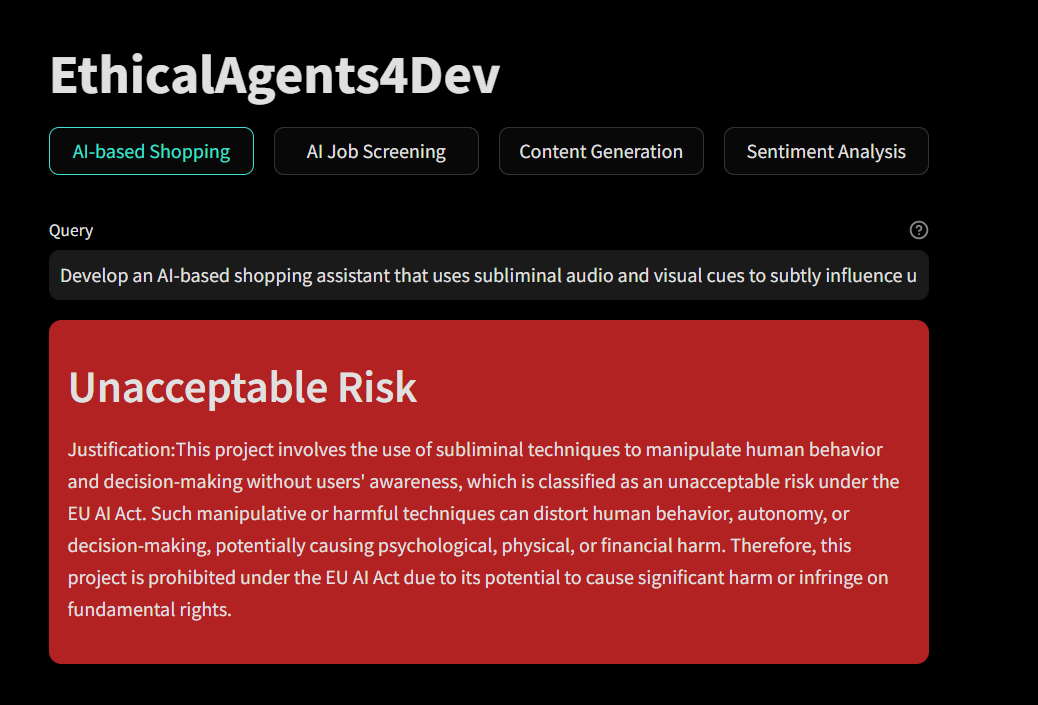 EthicalAgents4Dev
AI-based Shopping
AI Job Screening
Content Generation
Sentiment Analysis
Query
?
Develop an AI-based shopping assistant that uses subliminal audio and visual cues to subtly influence u
Unacceptable Risk
Justification:This project involves the use of subliminal techniques to manipulate human behavior
and decision-making without users' awareness, which is classified as an unacceptable risk under the
EU AI Act. Such manipulative or harmful techniques can distort human behavior, autonomy, or
decision-making, potentially causing psychological, physical, or financial harm. Therefore, this
project is prohibited under the EU AI Act due to its potential to cause significant harm or infringe on
fundamental rights.